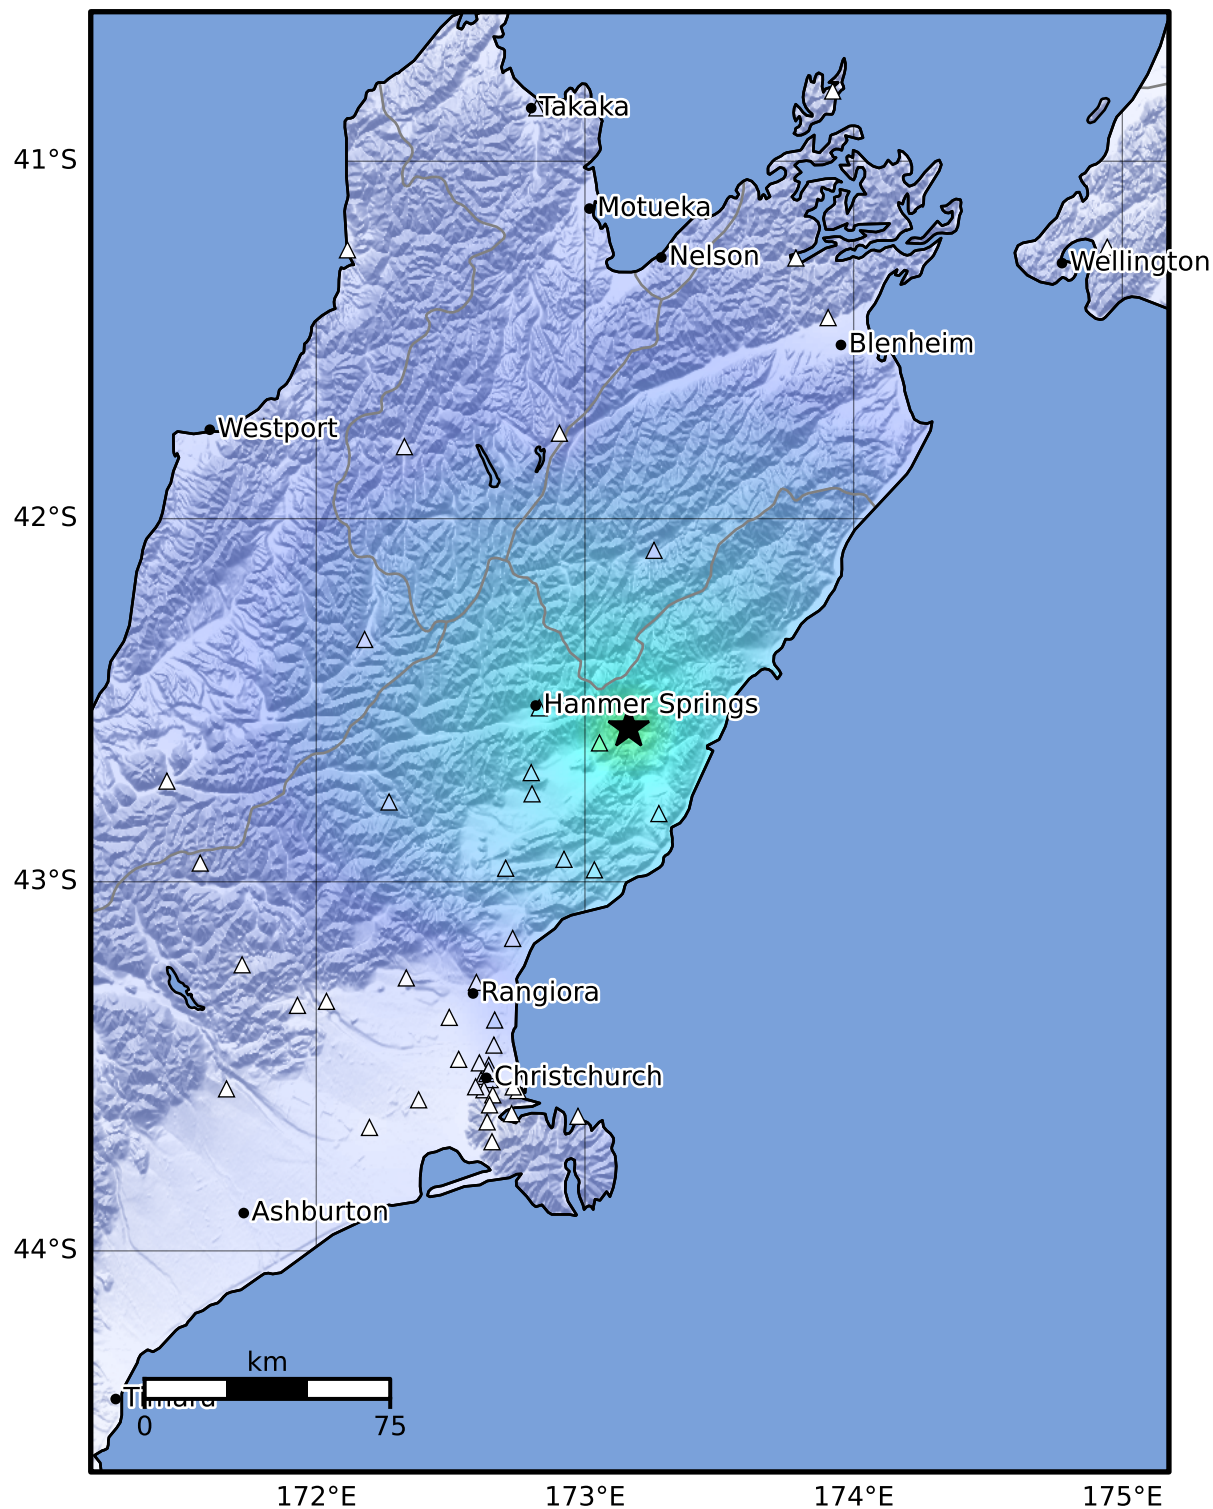 Takaka
41°S
Motueka
Nelson
Wellington
Blenheim
Westport
42°S
Hanmer Springs
43°S
Rangiora
Christchurch
Ashburton
44°S
km
Timaru
0 75
172°E 173°E 174°E 175°E